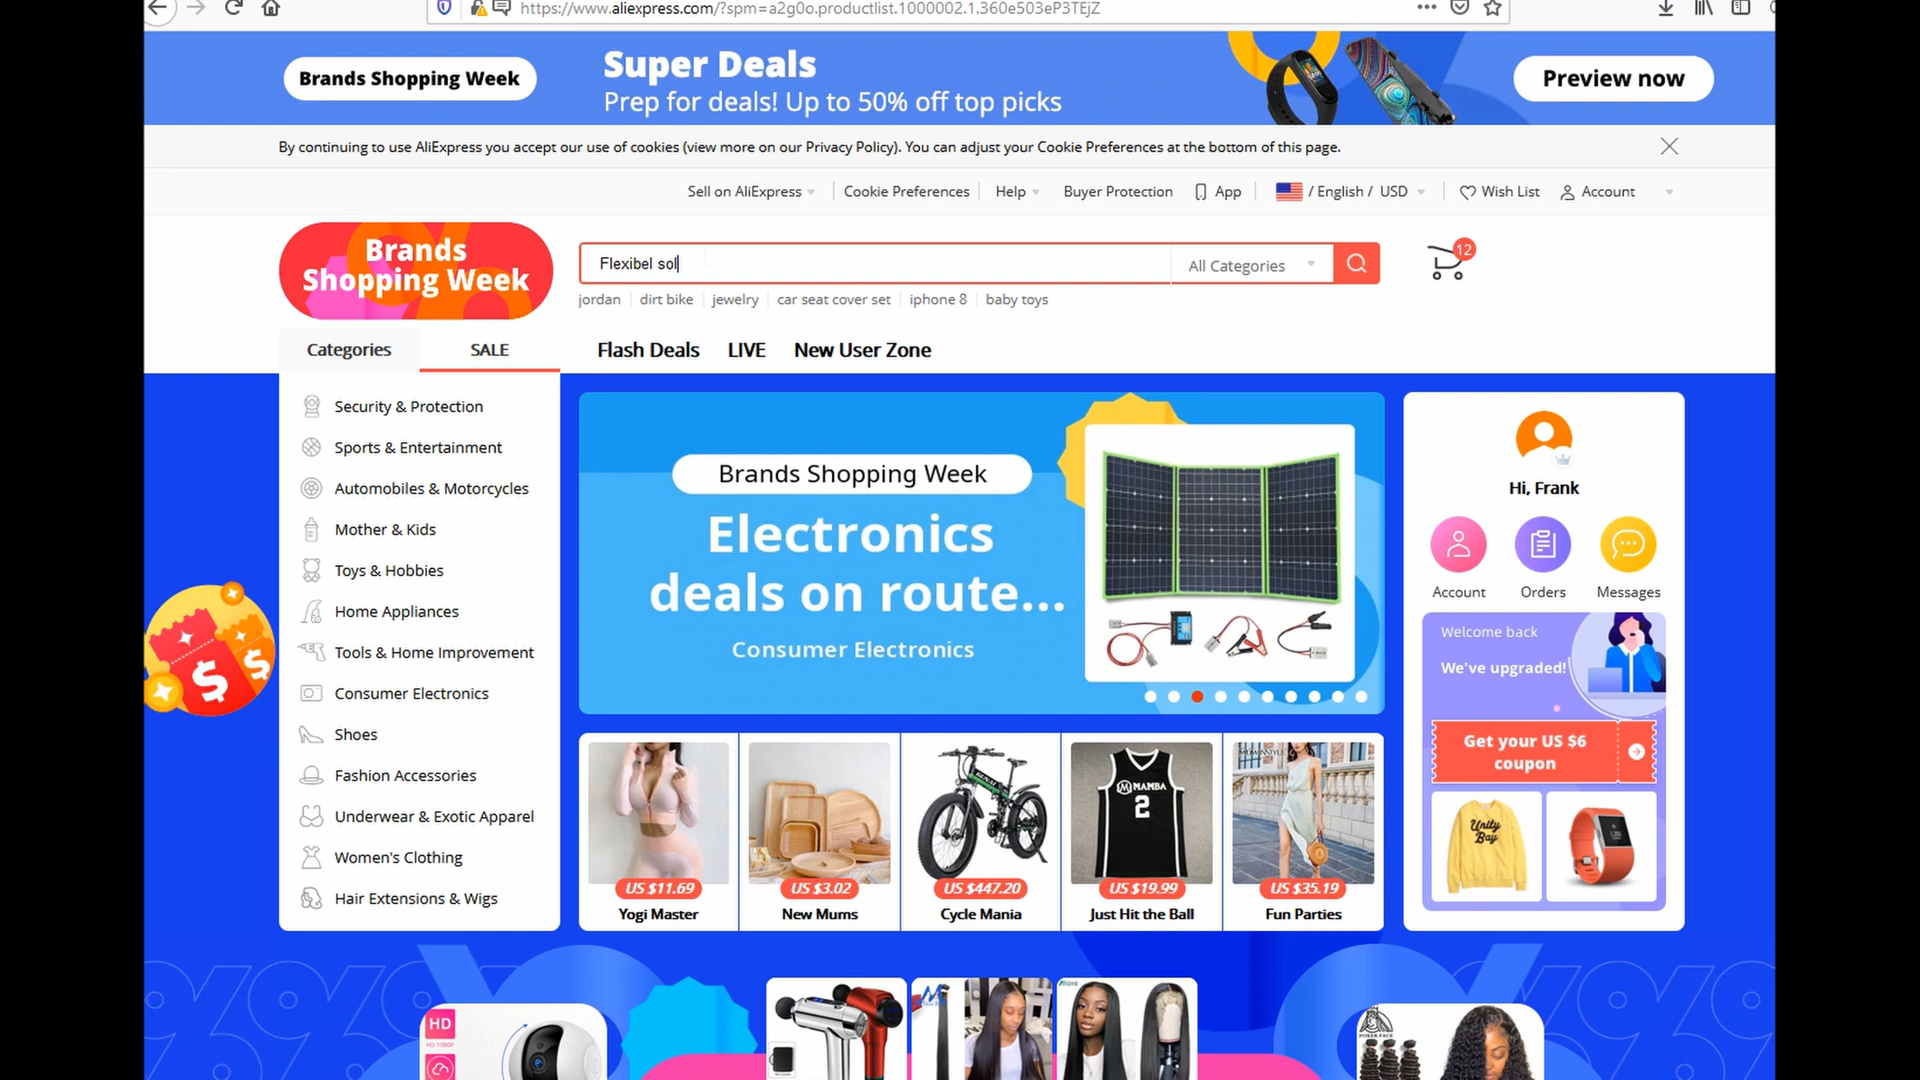 https://www.aliexpress.com/?spm=a2g0o.productlist.1000002.1.360e503eP3TEjZ
Brands Shopping Week
Super Deals
Prep for deals! Up to 50% off top picks
Preview now
By continuing to use AliExpress you accept our use of cookies (view more on our Privacy Policy). You can adjust your Cookie Preferences at the bottom of this page.
Sell on AliExpress
Cookie Preferences
Help
Buyer Protection
App
/ English / USD
Wish List
Account
Brands
Shopping Week
Flexibel sol
All Categories
12
jordan
dirt bike
jewelry
car seat cover set
iphone 8
baby toys
Categories
SALE
Flash Deals
LIVE
New User Zone
Security & Protection
Sports & Entertainment
Automobiles & Motorcycles
Mother & Kids
Toys & Hobbies
Home Appliances
Tools & Home Improvement
Consumer Electronics
Shoes
Fashion Accessories
Underwear & Exotic Apparel
Women's Clothing
Hair Extensions & Wigs
Brands Shopping Week
Electronics
deals on route...
Consumer Electronics
Hi, Frank
Account
Orders
Messages
Welcome back
We've upgraded!
Get your US $6
coupon
Unity
Bay
MAMBA
2
US $11.69
US $3.02
US $447.20
US $19.99
US $35.19
Yogi Master
New Mums
Cycle Mania
Just Hit the Ball
Fun Parties
HD
HD 1080P